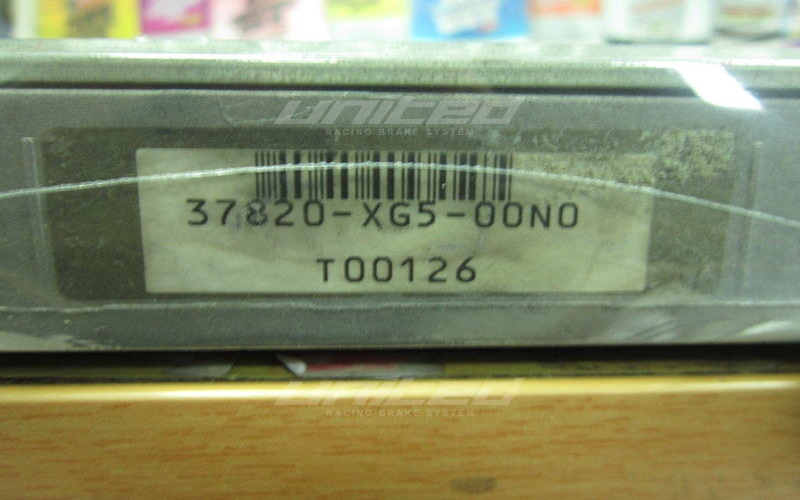 UNITED
RACING BRAKE SYSTEM
37820-XG5-00N0
T00126
UNITED
RACING BRAKE SYSTEM